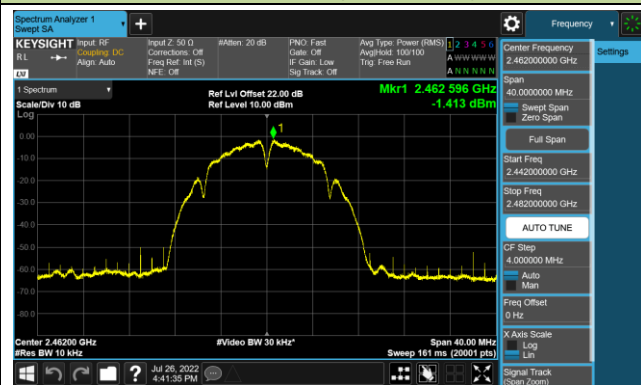 Spectrum Analyzer 1
Swept SA
Frequency
KEYSIGHT
RL
LXI
Input: RF
Coupling: DC
Align: Auto
Input Z: 50 Ω
Corrections: Off
Freq Ref: Int (S)
NFE: Off
#Atten: 20 dB
PNO: Fast
Gate: Off
IF Gain: Low
Sig Track: Off
Avg Type: Power (RMS)
Avg|Hold: 100/100
Trig: Free Run
1 2 3 4 5 6
A W W W W W
A N N N N N
Center Frequency
2.462000000 GHz
Settings
Span
40.0000000 MHz
Swept Span
Zero Span
Full Span
Start Freq
2.442000000 GHz
Stop Freq
2.482000000 GHz
AUTO TUNE
CF Step
4.000000 MHz
Auto
Man
Freq Offset
0 Hz
X Axis Scale
Log
Lin
Signal Track
(Span Zoom)
1 Spectrum
Scale/Div 10 dB
Log
Ref Lvl Offset 22.00 dB
Ref Level 10.00 dBm
Mkr1 2.462 596 GHz
-1.413 dBm
1
0.00
-10.0
-20.0
-30.0
-40.0
-50.0
-60.0
-70.0
-80.0
Center 2.46200 GHz
#Res BW 10 kHz
#Video BW 30 kHz*
Span 40.00 MHz
Sweep 161 ms (20001 pts)
?
Jul 26, 2022
4:41:35 PM